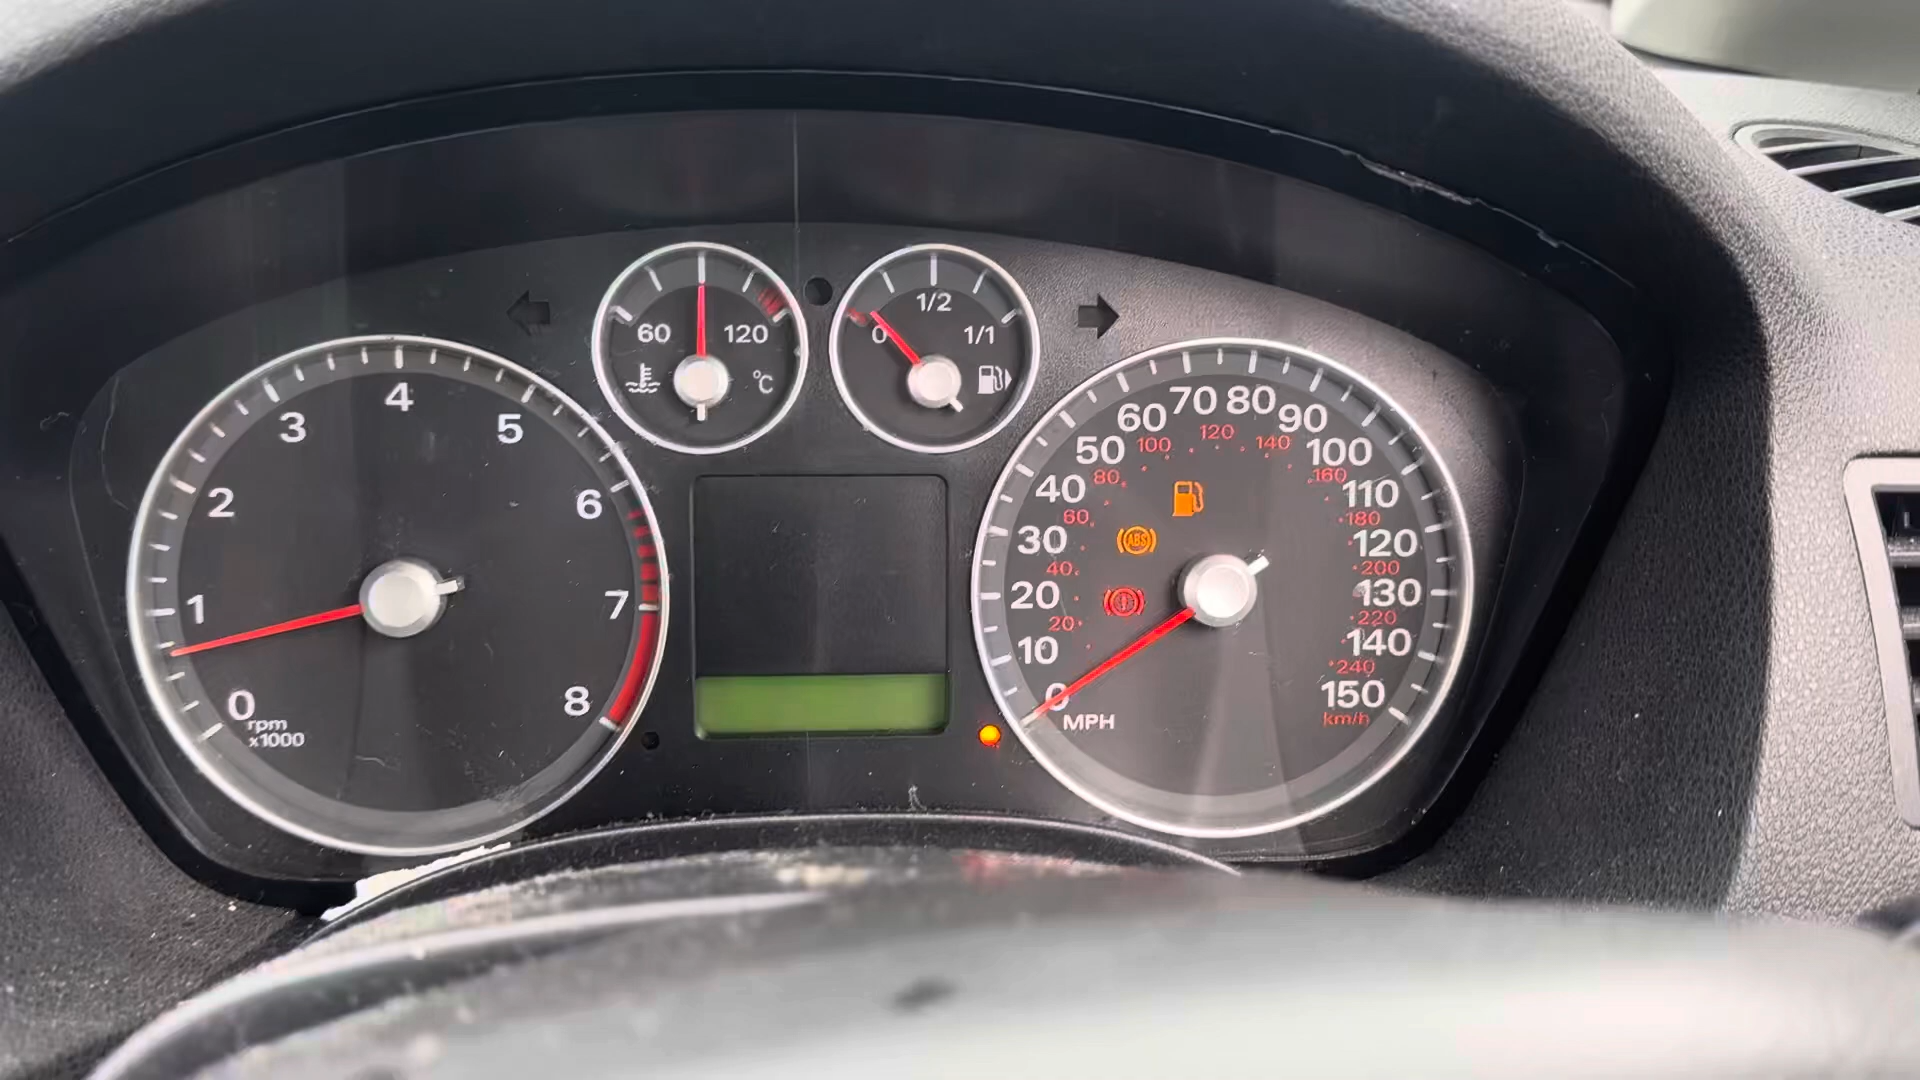 60 120
°C
0 1/2 1/1
0 1 2 3 4 5 6 7 8
rpm
x1000
0 10 20 30 40 50 60 70 80 90 100 110 120 130 140 150
20 40 60 80 100 120 140 160 180 200 220 240
MPH
km/h
ABS